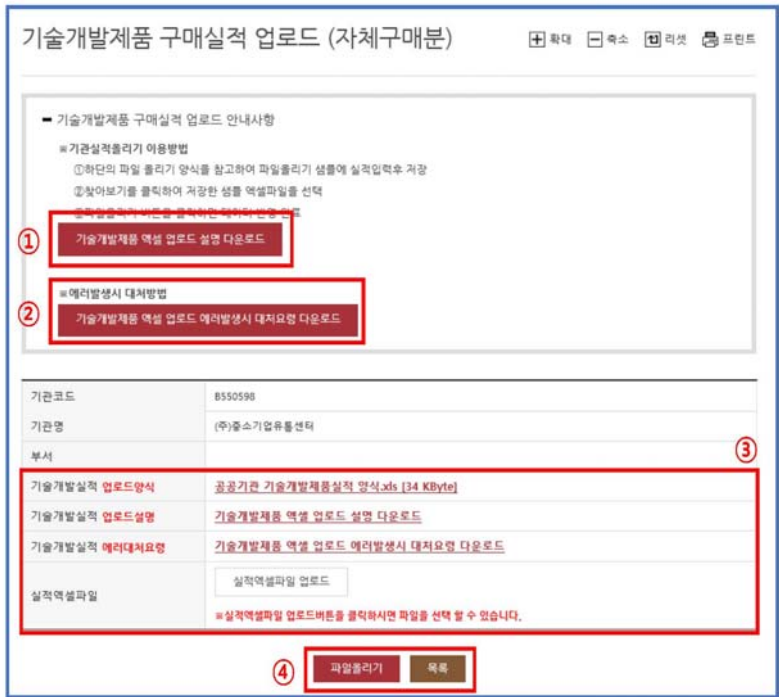 기술개발제품 구매실적 업로드 (자체구매분)
확대 축소 리셋 프린트
기술개발제품 구매실적 업로드 안내사항
※기관실적올리기 이용방법
①하단의 파일 올리기 양식을 참고하여 파일올리기 샘플에 실적입력후 저장
②찾아보기를 클릭하여 저장한 샘플 엑셀파일을 선택
①
기술개발제품 엑셀 업로드 설명 다운로드
※에러발생시 대처방법
②
기술개발제품 엑셀 업로드 에러발생시 대처요령 다운로드
기관코드 B550598
기관명 (주)중소기업유통센터
부서
③
기술개발실적 업로드양식 공공기관 기술개발제품실적 양식.xls [34 KByte]
기술개발실적 업로드설명 기술개발제품 엑셀 업로드 설명 다운로드
기술개발실적 에러대처요령 기술개발제품 엑셀 업로드 에러발생시 대처요령 다운로드
실적엑셀파일 실적엑셀파일 업로드
※실적엑셀파일 업로드버튼을 클릭하시면 파일을 선택 할 수 있습니다.
④ 파일올리기 목록